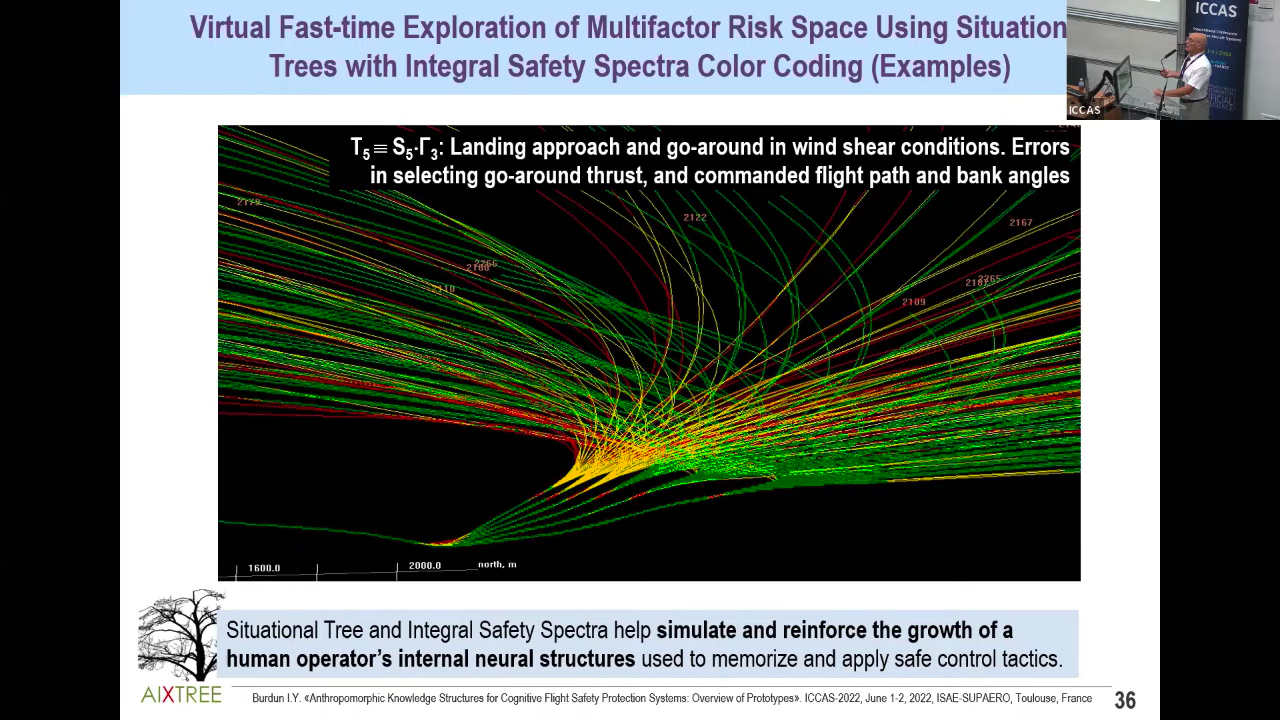 Virtual Fast-time Exploration of Multifactor Risk Space Using Situation
Trees with Integral Safety Spectra Color Coding (Examples)
ICCAS
ICCAS
T5≡ S5·Γ3: Landing approach and go-around in wind shear conditions. Errors
in selecting go-around thrust, and commanded flight path and bank angles
2179
2122
2167
2110
2265
2109
1600.0
2000.0
north, m
Situational Tree and Integral Safety Spectra help simulate and reinforce the growth of a
human operator's internal neural structures used to memorize and apply safe control tactics.
AIXTREE
Burdun I.Y. «Anthropomorphic Knowledge Structures for Cognitive Flight Safety Protection Systems: Overview of Prototypes». ICCAS-2022, June 1-2, 2022, ISAE-SUPAERO, Toulouse, France
36